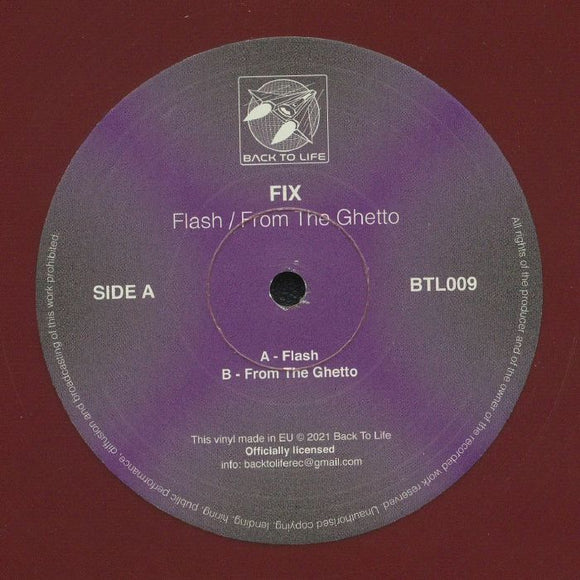 BACK TO LIFE
FIX
Flash / From The Ghetto
SIDE A
BTL009
A - Flash
B - From The Ghetto
This vinyl made in EU © 2021 Back To Life
Officially licensed
info: backtoliferec@gmail.com
All rights of the producer and of the owner of the recorded work reserved. Unauthorised copying, lending, hiring, public performance, diffusion and broadcasting of this work prohibited.